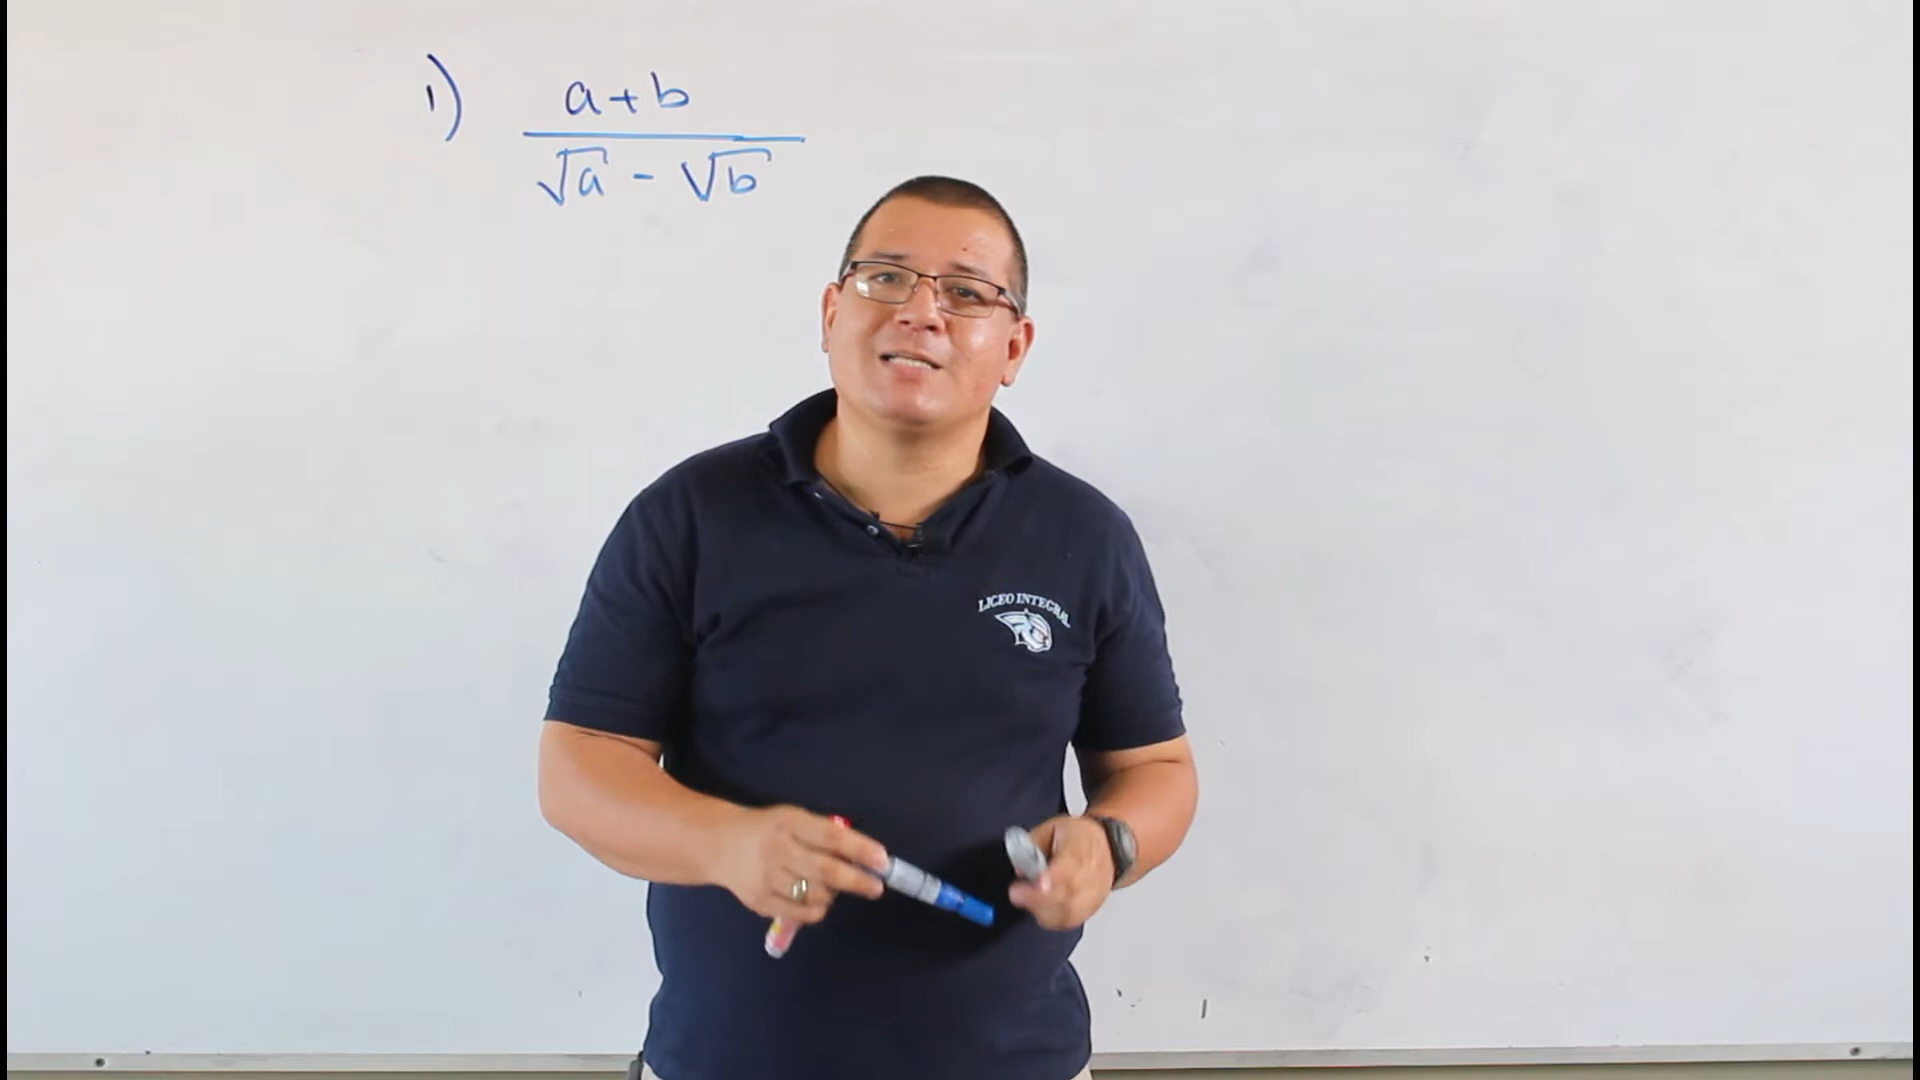 1) a+b
√a - √b
LICEO INTEGRAL